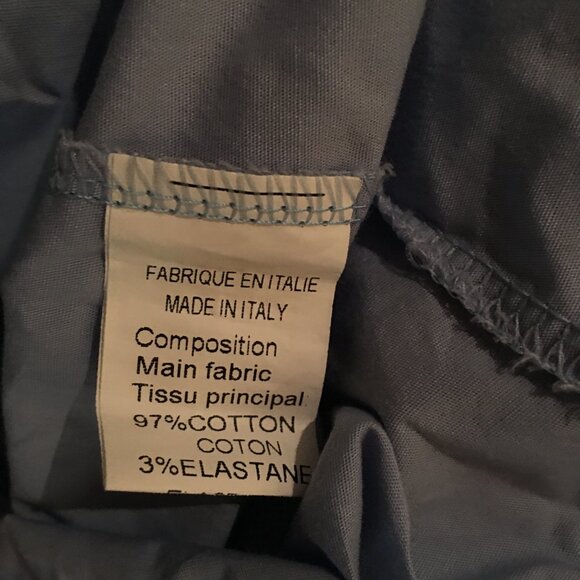 FABRIQUE EN ITALIE
MADE IN ITALY
Composition
Main fabric
Tissu principal
97%COTTON
COTON
3%ELASTANE